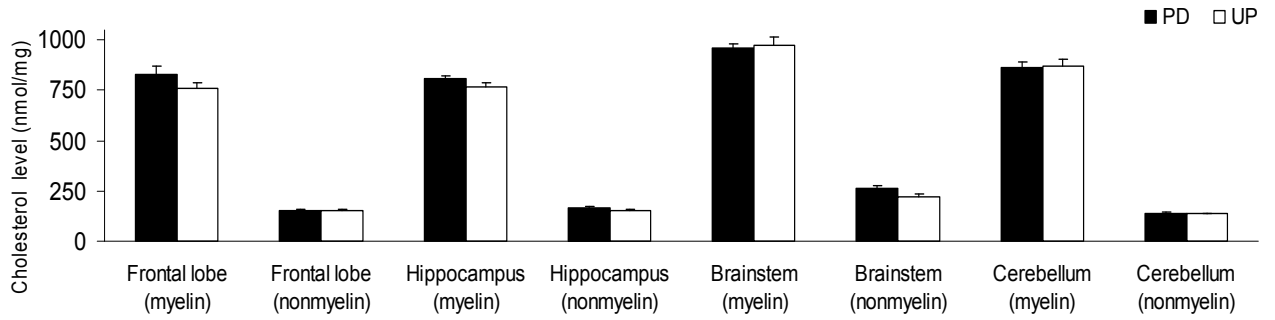 PD UP
Cholesterol level (nmol/mg)
1000
750
500
250
0
Frontal lobe Frontal lobe Hippocampus Hippocampus Brainstem Brainstem Cerebellum Cerebellum
(myelin) (nonmyelin) (myelin) (nonmyelin) (myelin) (nonmyelin) (myelin) (nonmyelin)